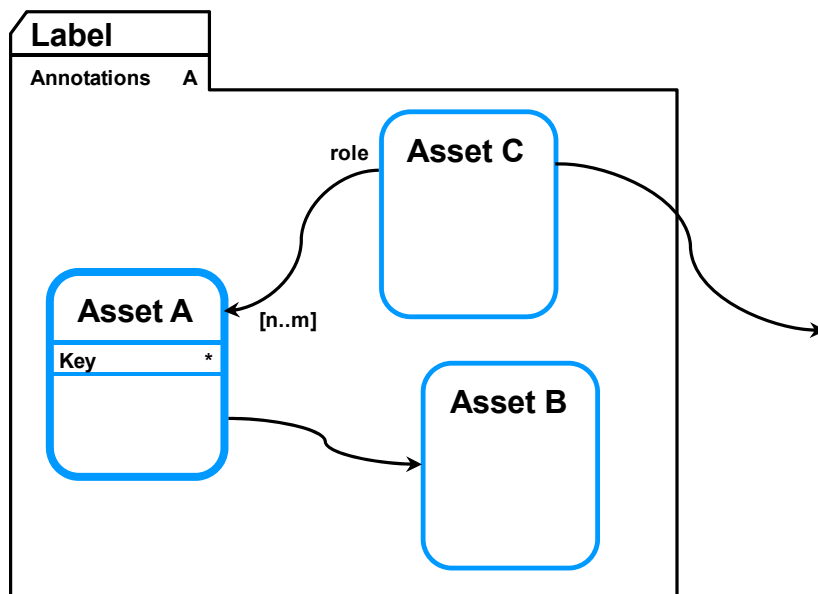 Label
Annotations A
role
Asset C
Asset A
[n..m]
Key *
Asset B